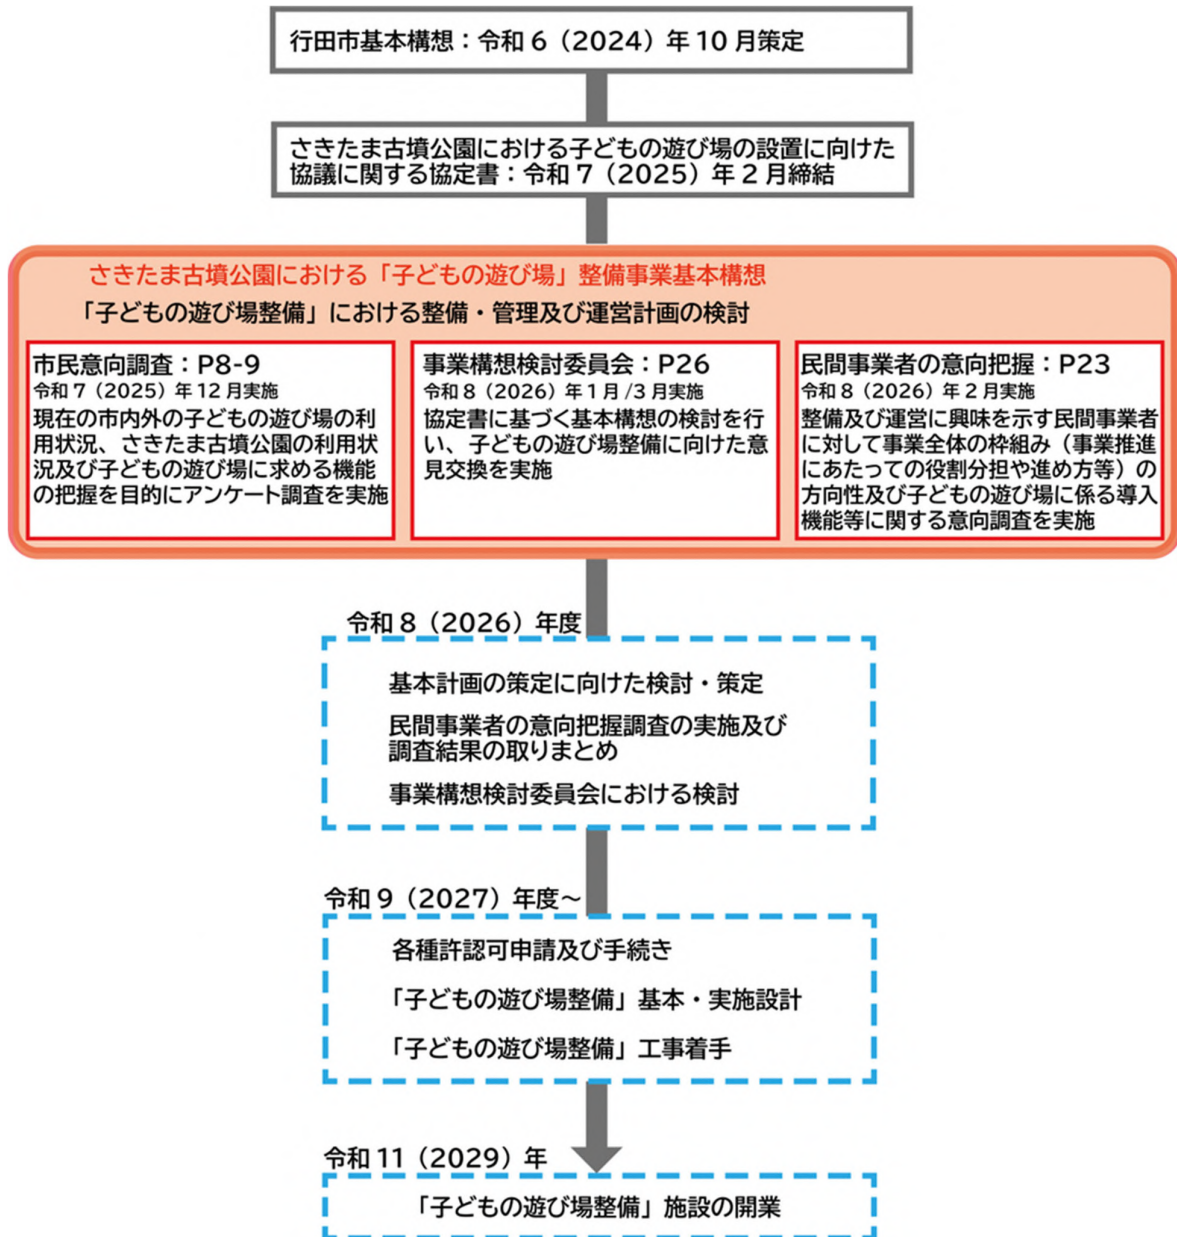 行田市基本構想：令和6（2024）年10月策定
さきたま古墳公園における子どもの遊び場の設置に向けた
協議に関する協定書：令和7（2025）年2月締結
さきたま古墳公園における「子どもの遊び場」整備事業基本構想
「子どもの遊び場整備」における整備・管理及び運営計画の検討
市民意向調査：P8-9
令和7（2025）年12月実施
現在の市内外の子どもの遊び場の利
用状況、さきたま古墳公園の利用状
況及び子どもの遊び場に求める機能
の把握を目的にアンケート調査を実施
事業構想検討委員会：P26
令和8（2026）年1月/3月実施
協定書に基づく基本構想の検討を行
い、子どもの遊び場整備に向けた意
見交換を実施
民間事業者の意向把握：P23
令和8（2026）年2月実施
整備及び運営に興味を示す民間事業者
に対して事業全体の枠組み（事業推進
にあたっての役割分担や進め方等）の
方向性及び子どもの遊び場に係る導入
機能等に関する意向調査を実施
令和8（2026）年度
基本計画の策定に向けた検討・策定
民間事業者の意向把握調査の実施及び
調査結果の取りまとめ
事業構想検討委員会における検討
令和9（2027）年度～
各種許認可申請及び手続き
「子どもの遊び場整備」基本・実施設計
「子どもの遊び場整備」工事着手
令和11（2029）年
「子どもの遊び場整備」施設の開業